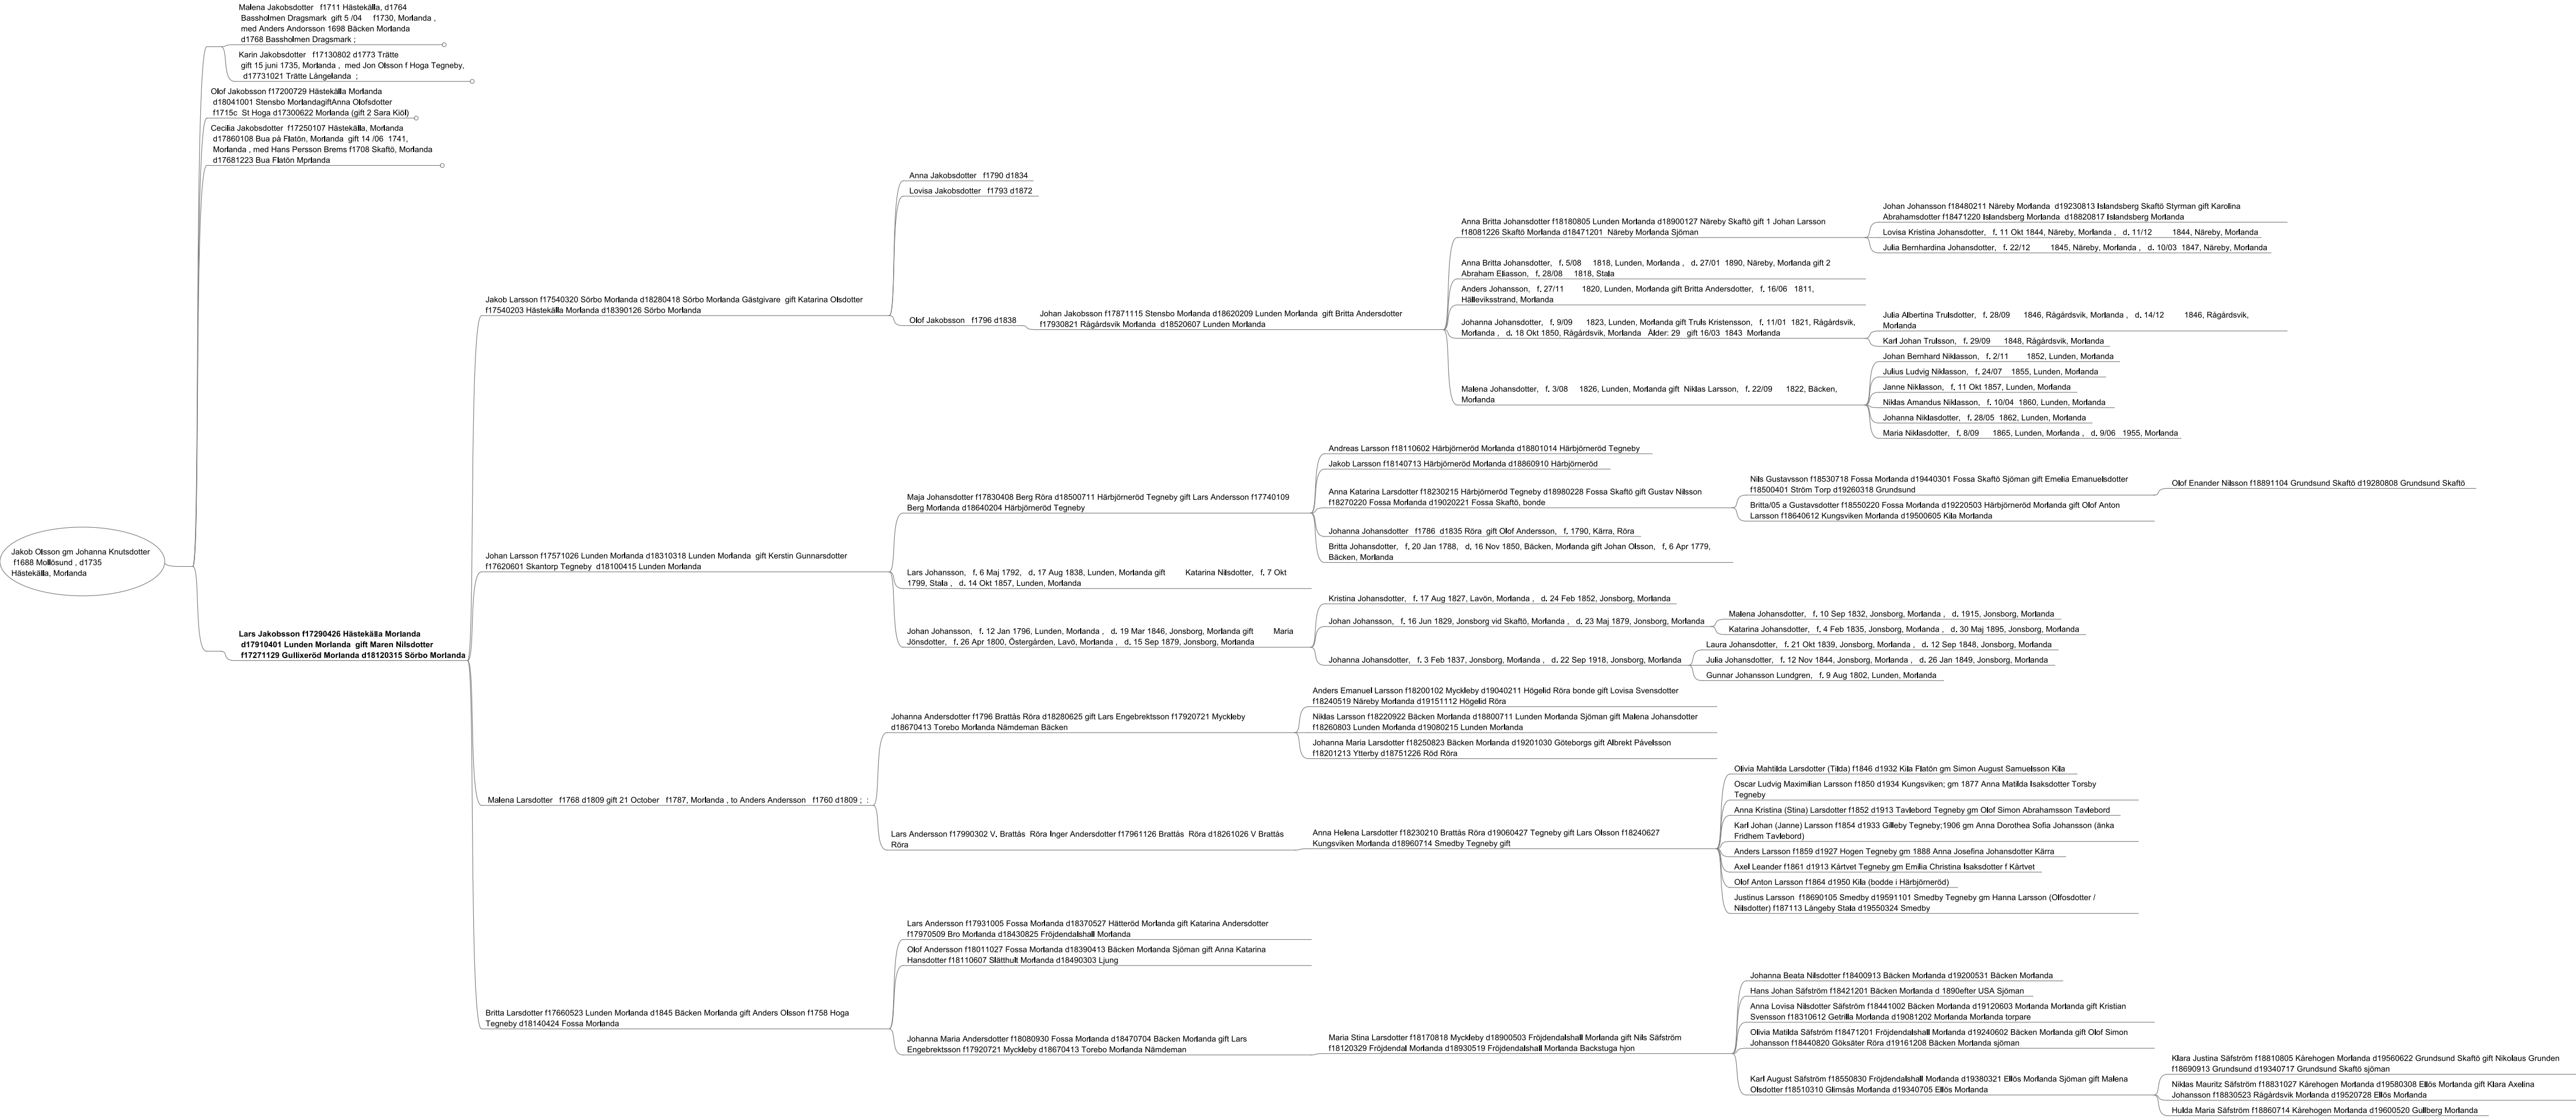 Malena Jakobsdotter f1711 Hästekälla, d1764
Bassholmen Dragsmark gift 5 /04 f1730, Morlanda ,
med Anders Andorsson 1698 Bäcken Morlanda
d1768 Bassholmen Dragsmark ;
Karin Jakobsdotter f17130802 d1773 Trätte
gift 15 juni 1735, Morlanda , med Jon Olsson f Hoga Tegneby,
d17731021 Trätte Långelanda ;
Olof Jakobsson f17200729 Hästekälla Morlanda
d18041001 Stensbo MorlandagiftAnna Olofsdotter
f1715c St Hoga d17300622 Morlanda (gift 2 Sara Kiöl)
Cecilia Jakobsdotter f17250107 Hästekälla, Morlanda
d17860108 Bua på Flatön, Morlanda gift 14 /06 1741,
Morlanda , med Hans Persson Brems f1708 Skaftö, Morlanda
d17681223 Bua Flatön Mprlanda
Jakob Olsson gm Johanna Knutsdotter
f1688 Mollösund , d1735
Hästekälla, Morlanda
Lars Jakobsson f17290426 Hästekälla Morlanda
d17910401 Lunden Morlanda gift Maren Nilsdotter
f17271129 Gullixeröd Morlanda d18120315 Sörbo Morlanda
Jakob Larsson f17540320 Sörbo Morlanda d18280418 Sörbo Morlanda Gästgivare gift Katarina Olsdotter
f17540203 Hästekälla Morlanda d18390126 Sörbo Morlanda
Anna Jakobsdotter f1790 d1834
Lovisa Jakobsdotter f1793 d1872
Olof Jakobsson f1796 d1838
Johan Jakobsson f17871115 Stensbo Morlanda d18620209 Lunden Morlanda gift Britta Andersdotter
f17930821 Rågårdsvik Morlanda d18520607 Lunden Morlanda
Anna Britta Johansdotter f18180805 Lunden Morlanda d18900127 Näreby Skaftö gift 1 Johan Larsson
f18081226 Skaftö Morlanda d18471201 Näreby Morlanda Sjöman
Johan Johansson f18480211 Näreby Morlanda d19230813 Islandsberg Skaftö Styrman gift Karolina
Abrahamsdotter f18471220 Islandsberg Morlanda d18820817 Islandsberg Morlanda
Lovisa Kristina Johansdotter, f. 11 Okt 1844, Näreby, Morlanda , d. 11/12 1844, Näreby, Morlanda
Julia Bernhardina Johansdotter, f. 22/12 1845, Näreby, Morlanda , d. 10/03 1847, Näreby, Morlanda
Anna Britta Johansdotter, f. 5/08 1818, Lunden, Morlanda , d. 27/01 1890, Näreby, Morlanda gift 2
Abraham Eliasson, f. 28/08 1818, Stala
Anders Johansson, f. 27/11 1820, Lunden, Morlanda gift Britta Andersdotter, f. 16/06 1811,
Hälleviksstrand, Morlanda
Johanna Johansdotter, f. 9/09 1823, Lunden, Morlanda gift Truls Kristensson, f. 11/01 1821, Rågårdsvik,
Morlanda , d. 18 Okt 1850, Rågårdsvik, Morlanda Ålder: 29 gift 16/03 1843 Morlanda
Julia Albertina Trulsdotter, f. 28/09 1846, Rågårdsvik, Morlanda , d. 14/12 1846, Rågårdsvik,
Morlanda
Karl Johan Trulsson, f. 29/09 1848, Rågårdsvik, Morlanda
Malena Johansdotter, f. 3/08 1826, Lunden, Morlanda gift Niklas Larsson, f. 22/09 1822, Bäcken,
Morlanda
Johan Bernhard Niklasson, f. 2/11 1852, Lunden, Morlanda
Julius Ludvig Niklasson, f. 24/07 1855, Lunden, Morlanda
Janne Niklasson, f. 11 Okt 1857, Lunden, Morlanda
Niklas Amandus Niklasson, f. 10/04 1860, Lunden, Morlanda
Johanna Niklasdotter, f. 28/05 1862, Lunden, Morlanda
Maria Niklasdotter, f. 8/09 1865, Lunden, Morlanda , d. 9/06 1955, Morlanda
Johan Larsson f17571026 Lunden Morlanda d18310318 Lunden Morlanda gift Kerstin Gunnarsdotter
f17620601 Skantorp Tegneby d18100415 Lunden Morlanda
Maja Johansdotter f17830408 Berg Röra d18500711 Härbjörneröd Tegneby gift Lars Andersson f17740109
Berg Morlanda d18640204 Härbjörneröd Tegneby
Andreas Larsson f18110602 Härbjörneröd Morlanda d18801014 Härbjörneröd Tegneby
Jakob Larsson f18140713 Härbjörneröd Morlanda d18860910 Härbjörneröd
Anna Katarina Larsdotter f18230215 Härbjörneröd Tegneby d18980228 Fossa Skaftö gift Gustav Nilsson
f18270220 Fossa Morlanda d19020221 Fossa Skaftö, bonde
Nils Gustavsson f18530718 Fossa Morlanda d19440301 Fossa Skaftö Sjöman gift Emelia Emanuelsdotter
f18500401 Ström Torp d19260318 Grundsund
Olof Enander Nilsson f18891104 Grundsund Skaftö d19280808 Grundsund Skaftö
Britta/05 a Gustavsdotter f18550220 Fossa Morlanda d19220503 Härbjörneröd Morlanda gift Olof Anton
Larsson f18640612 Kungsviken Morlanda d19500605 Kila Morlanda
Johanna Johansdotter f1786 d1835 Röra gift Olof Andersson, f. 1790, Kärra, Röra
Britta Johansdotter, f. 20 Jan 1788, d. 16 Nov 1850, Bäcken, Morlanda gift Johan Olsson, f. 6 Apr 1779,
Bäcken, Morlanda
Lars Johansson, f. 6 Maj 1792, d. 17 Aug 1838, Lunden, Morlanda gift Katarina Nilsdotter, f. 7 Okt
1799, Stala , d. 14 Okt 1857, Lunden, Morlanda
Johan Johansson, f. 12 Jan 1796, Lunden, Morlanda , d. 19 Mar 1846, Jonsborg, Morlanda gift Maria
Jönsdotter, f. 26 Apr 1800, Östergården, Lavö, Morlanda , d. 15 Sep 1879, Jonsborg, Morlanda
Kristina Johansdotter, f. 17 Aug 1827, Lavön, Morlanda , d. 24 Feb 1852, Jonsborg, Morlanda
Johan Johansson, f. 16 Jun 1829, Jonsborg vid Skaftö, Morlanda , d. 23 Maj 1879, Jonsborg, Morlanda
Malena Johansdotter, f. 10 Sep 1832, Jonsborg, Morlanda , d. 1915, Jonsborg, Morlanda
Katarina Johansdotter, f. 4 Feb 1835, Jonsborg, Morlanda , d. 30 Maj 1895, Jonsborg, Morlanda
Johanna Johansdotter, f. 3 Feb 1837, Jonsborg, Morlanda , d. 22 Sep 1918, Jonsborg, Morlanda
Laura Johansdotter, f. 21 Okt 1839, Jonsborg, Morlanda , d. 12 Sep 1848, Jonsborg, Morlanda
Julia Johansdotter, f. 12 Nov 1844, Jonsborg, Morlanda , d. 26 Jan 1849, Jonsborg, Morlanda
Gunnar Johansson Lundgren, f. 9 Aug 1802, Lunden, Morlanda
Malena Larsdotter f1768 d1809 gift 21 October f1787, Morlanda , to Anders Andersson f1760 d1809 ; :
Johanna Andersdotter f1796 Brattås Röra d18280625 gift Lars Engebrektsson f17920721 Myckleby
d18670413 Torebo Morlanda Nämdeman Bäcken
Anders Emanuel Larsson f18200102 Myckleby d19040211 Högelid Röra bonde gift Lovisa Svensdotter
f18240519 Näreby Morlanda d19151112 Högelid Röra
Niklas Larsson f18220922 Bäcken Morlanda d18800711 Lunden Morlanda Sjöman gift Malena Johansdotter
f18260803 Lunden Morlanda d19080215 Lunden Morlanda
Johanna Maria Larsdotter f18250823 Bäcken Morlanda d19201030 Göteborgs gift Albrekt Påvelsson
f18201213 Ytterby d18751226 Röd Röra
Lars Andersson f17990302 V. Brattås Röra Inger Andersdotter f17961126 Brattås Röra d18261026 V Brattås
Röra
Anna Helena Larsdotter f18230210 Brattås Röra d19060427 Tegneby gift Lars Olsson f18240627
Kungsviken Morlanda d18960714 Smedby Tegneby gift
Olivia Mahtilda Larsdotter (Tilda) f1846 d1932 Kila Flatön gm Simon August Samuelsson Kila
Oscar Ludvig Maximilian Larsson f1850 d1934 Kungsviken; gm 1877 Anna Matilda Isaksdotter Torsby
Tegneby
Anna Kristina (Stina) Larsdotter f1852 d1913 Tavlebord Tegneby gm Olof Simon Abrahamsson Tavlebord
Karl Johan (Janne) Larsson f1854 d1933 Gilleby Tegneby;1906 gm Anna Dorothea Sofia Johansson (änka
Fridhem Tavlebord)
Anders Larsson f1859 d1927 Hogen Tegneby gm 1888 Anna Josefina Johansdotter Kärra
Axel Leander f1861 d1913 Kårtvet Tegneby gm Emilia Christina Isaksdotter f Kårtvet
Olof Anton Larsson f1864 d1950 Kila (bodde i Härbjörneröd)
Justinus Larsson f18690105 Smedby d19591101 Smedby Tegneby gm Hanna Larsson (Olfosdotter /
Nilsdotter) f187113 Långeby Stala d19550324 Smedby
Britta Larsdotter f17660523 Lunden Morlanda d1845 Bäcken Morlanda gift Anders Olsson f1758 Hoga
Tegneby d18140424 Fossa Morlanda
Lars Andersson f17931005 Fossa Morlanda d18370527 Hätteröd Morlanda gift Katarina Andersdotter
f17970509 Bro Morlanda d18430825 Fröjdendalshall Morlanda
Olof Andersson f18011027 Fossa Morlanda d18390413 Bäcken Morlanda Sjöman gift Anna Katarina
Hansdotter f18110607 Slätthult Morlanda d18490303 Ljung
Johanna Maria Andersdotter f18080930 Fossa Morlanda d18470704 Bäcken Morlanda gift Lars
Engebrektsson f17920721 Myckleby d18670413 Torebo Morlanda Nämdeman
Maria Stina Larsdotter f18170818 Myckleby d18900503 Fröjdendalshall Morlanda gift Nils Säfström
f18120329 Fröjdendal Morlanda d18930519 Fröjdendalshall Morlanda Backstuga hjon
Johanna Beata Nilsdotter f18400913 Bäcken Morlanda d19200531 Bäcken Morlanda
Hans Johan Säfström f18421201 Bäcken Morlanda d 1890efter USA Sjöman
Anna Lovisa Nilsdotter Säfström f18441002 Bäcken Morlanda d19120603 Morlanda Morlanda gift Kristian
Svensson f18310612 Getrilla Morlanda d19081202 Morlanda Morlanda torpare
Olivia Matilda Säfström f18471201 Fröjdendalshall Morlanda d19240602 Bäcken Morlanda gift Olof Simon
Johansson f18440820 Göksäter Röra d19161208 Bäcken Morlanda sjöman
Karl August Säfström f18550830 Fröjdendalshall Morlanda d19380321 Ellös Morlanda Sjöman gift Malena
Olsdotter f18510310 Glimsås Morlanda d19340705 Ellös Morlanda
Klara Justina Säfström f18810805 Kårehogen Morlanda d19560622 Grundsund Skaftö gift Nikolaus Grunden
f18690913 Grundsund d19340717 Grundsund Skaftö sjöman
Niklas Mauritz Säfström f18831027 Kårehogen Morlanda d19580308 Ellös Morlanda gift Klara Axelina
Johansson f18830523 Rågårdsvik Morlanda d19520728 Ellös Morlanda
Hulda Maria Säfström f18860714 Kårehogen Morlanda d19600520 Gullberg Morlanda